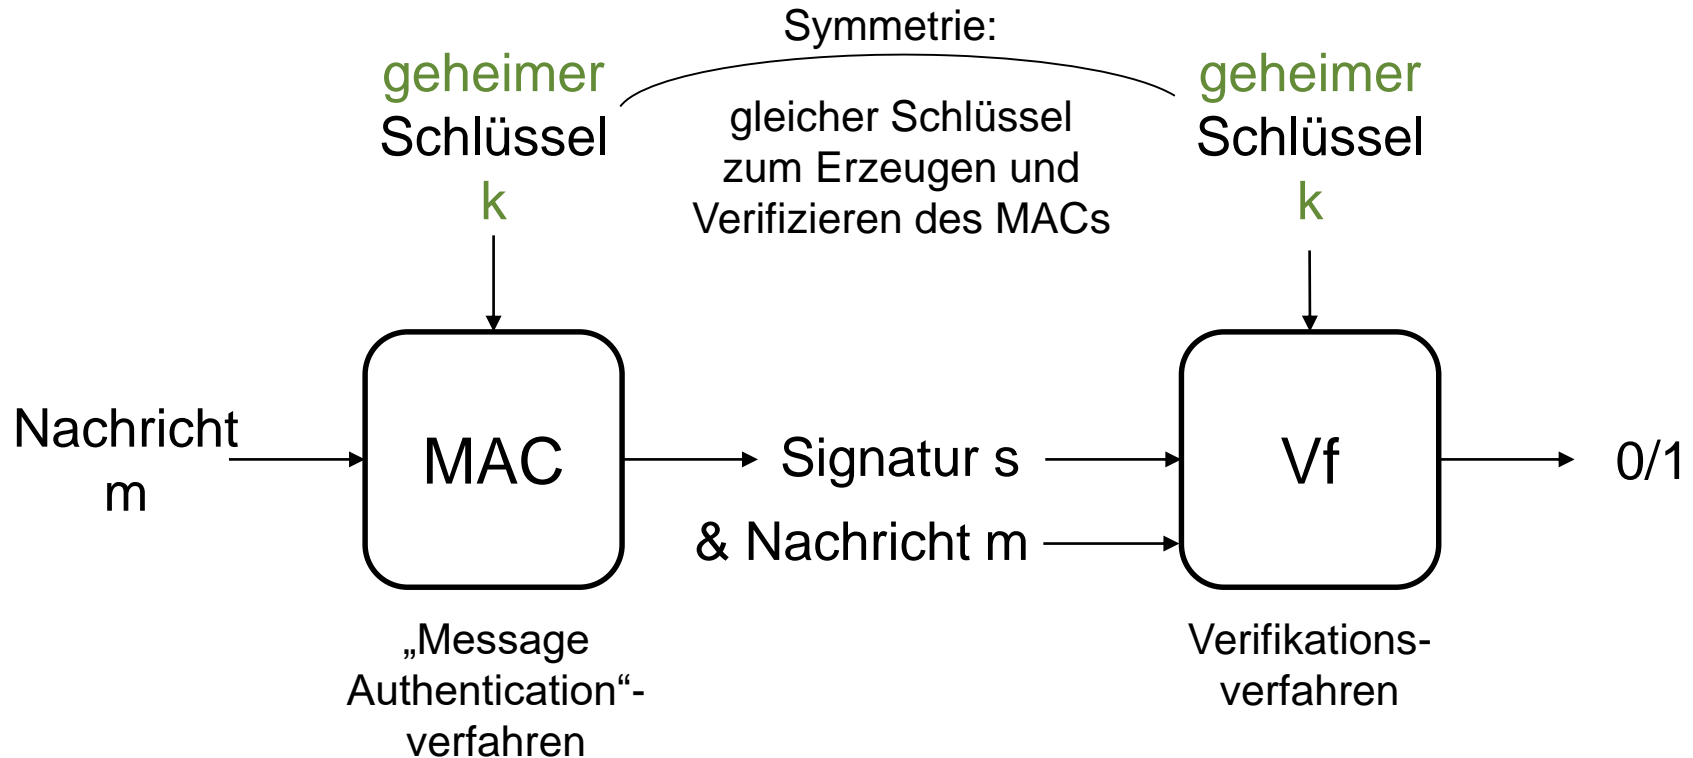 Symmetrie:
geheimer
Schlüssel
k
gleicher Schlüssel
zum Erzeugen und
Verifizieren des MACs
geheimer
Schlüssel
k
Nachricht
m
MAC
Signatur s
& Nachricht m
Vf
0/1
„Message
Authentication“-
verfahren
Verifikations-
verfahren